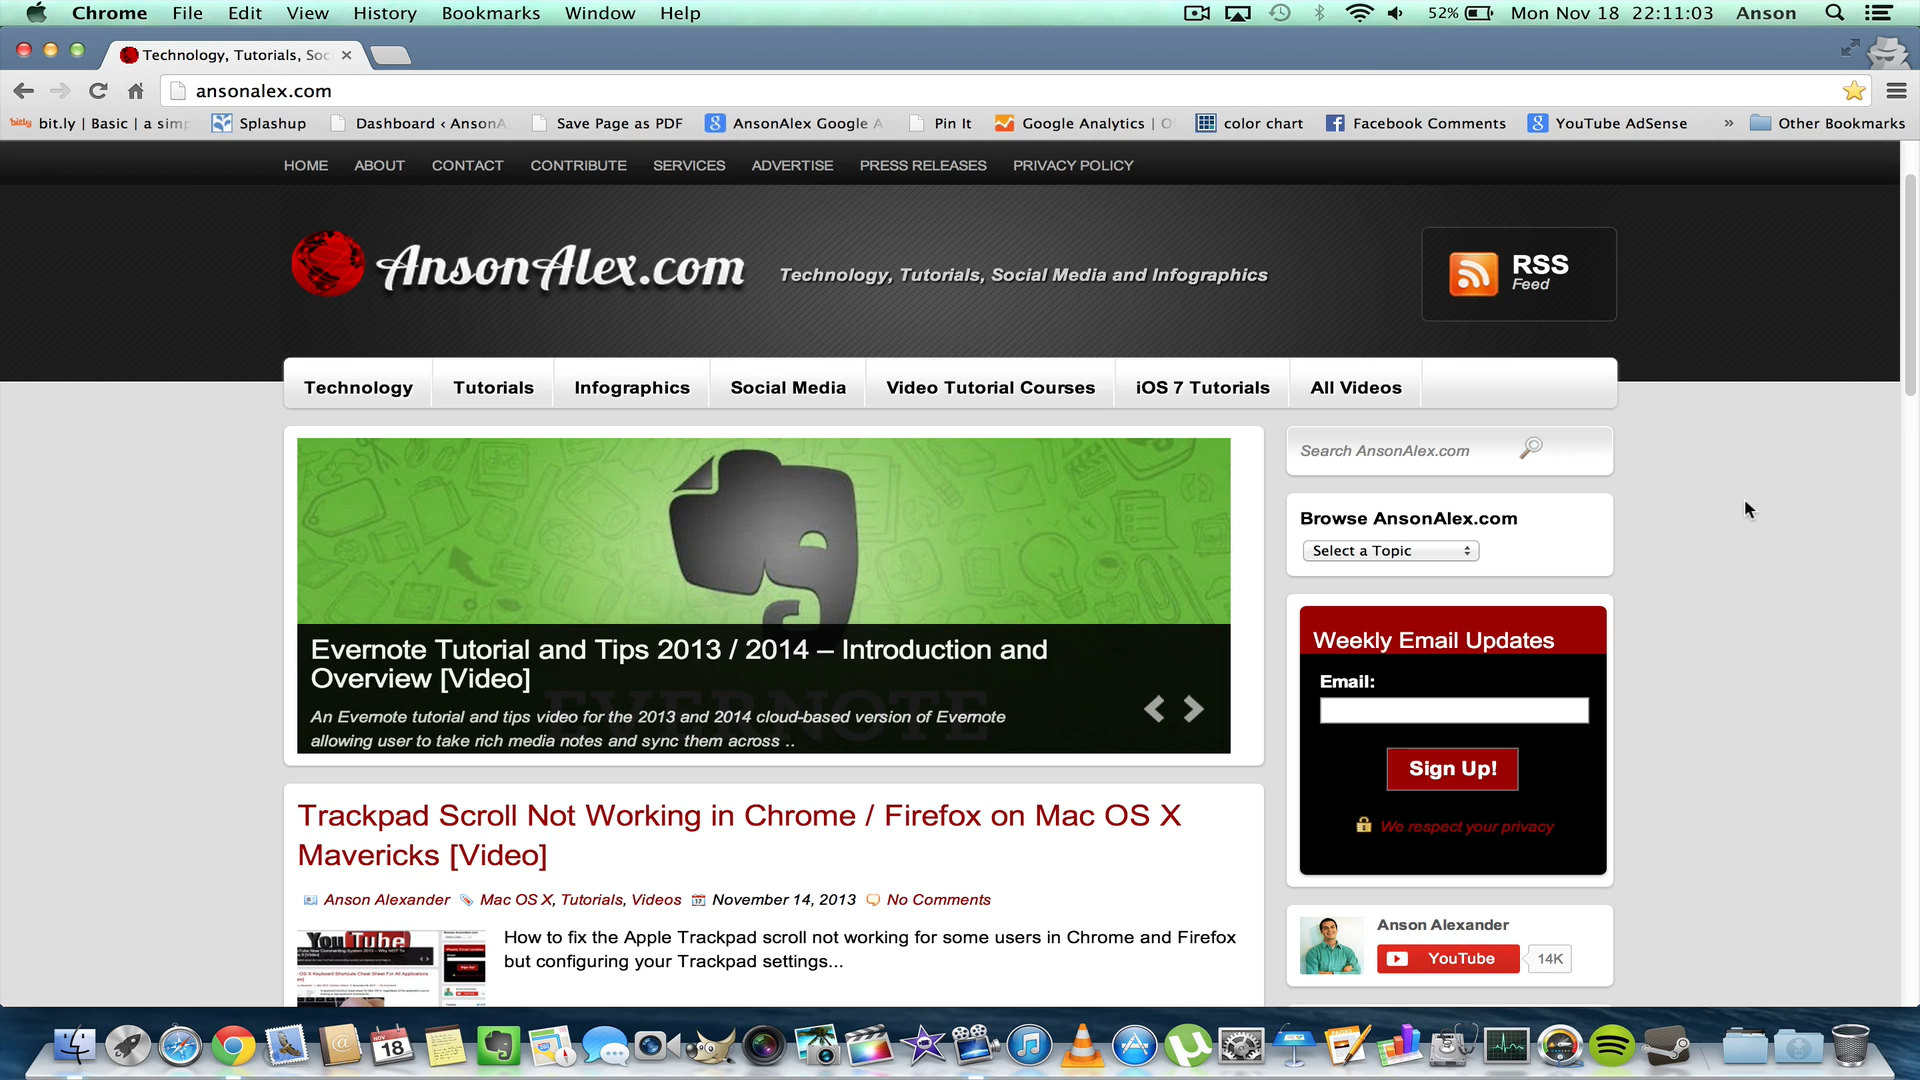 Chrome File Edit View History Bookmarks Window Help 52% Mon Nov 18 22:11:03 Anson
Technology, Tutorials, Soc
ansonalex.com
bitly bit.ly | Basic | a simp Splashup Dashboard ‹ AnsonA Save Page as PDF AnsonAlex Google A Pin It Google Analytics | O color chart Facebook Comments YouTube AdSense » Other Bookmarks
HOME ABOUT CONTACT CONTRIBUTE SERVICES ADVERTISE PRESS RELEASES PRIVACY POLICY
AnsonAlex.com Technology, Tutorials, Social Media and Infographics
RSS
Feed
Technology Tutorials Infographics Social Media Video Tutorial Courses iOS 7 Tutorials All Videos
Search AnsonAlex.com
Browse AnsonAlex.com
Select a Topic
Evernote Tutorial and Tips 2013 / 2014 – Introduction and
Overview [Video]
EVERNOTE
An Evernote tutorial and tips video for the 2013 and 2014 cloud-based version of Evernote
allowing user to take rich media notes and sync them across ..
Weekly Email Updates
Email:
Sign Up!
We respect your privacy
Trackpad Scroll Not Working in Chrome / Firefox on Mac OS X
Mavericks [Video]
Anson Alexander Mac OS X, Tutorials, Videos November 14, 2013 No Comments
How to fix the Apple Trackpad scroll not working for some users in Chrome and Firefox
but configuring your Trackpad settings...
YouTube
Anson Alexander
YouTube 14K
NOV
18
PAGES